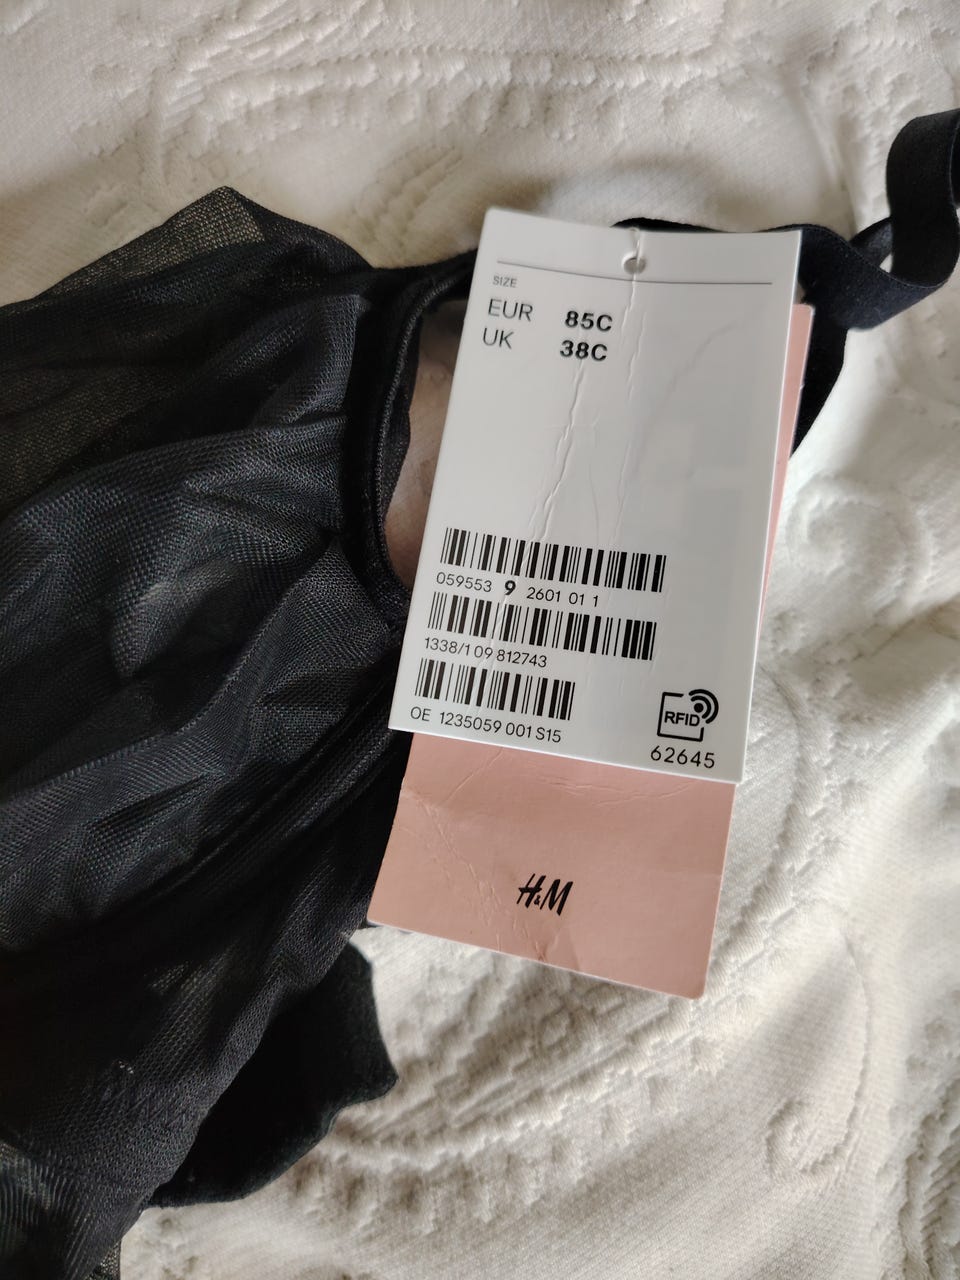 SIZE
EUR 85C
UK 38C
059553 9 2601 01 1
1338/1 09 812743
OE 1235059 001 S15
RFID
62645
H&M